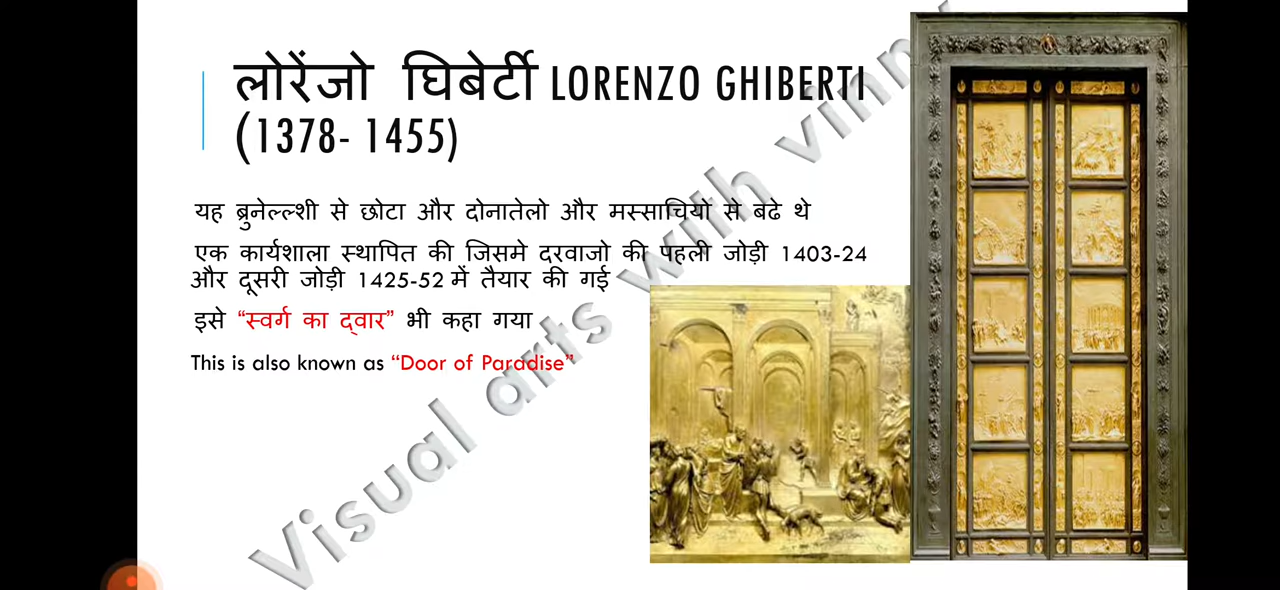 लोरेंजो घिबेर्टी LORENZO GHIBERTI
(1378- 1455)
यह ब्रुनेल्ल्शी से छोटा और दोनातेलो और मस्साचियो से बढे थे
एक कार्यशाला स्थापित की जिसमे दरवाजो की पहली जोड़ी 1403-24
और दूसरी जोड़ी 1425-52 में तैयार की गई
इसे “स्वर्ग का द्वार” भी कहा गया
This is also known as “Door of Paradise”
Visual arts with vinny